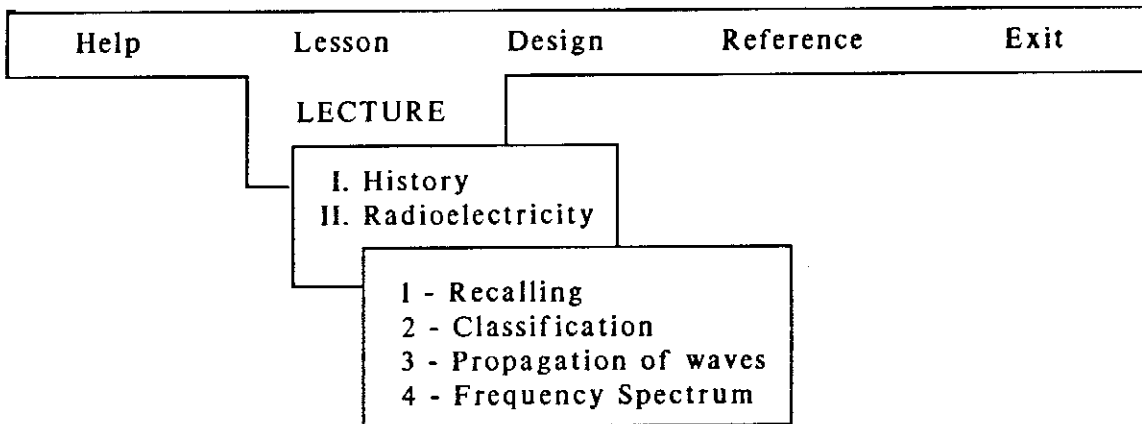 Help Lesson Design Reference Exit
LECTURE
I. History
II. Radioelectricity
1 - Recalling
2 - Classification
3 - Propagation of waves
4 - Frequency Spectrum